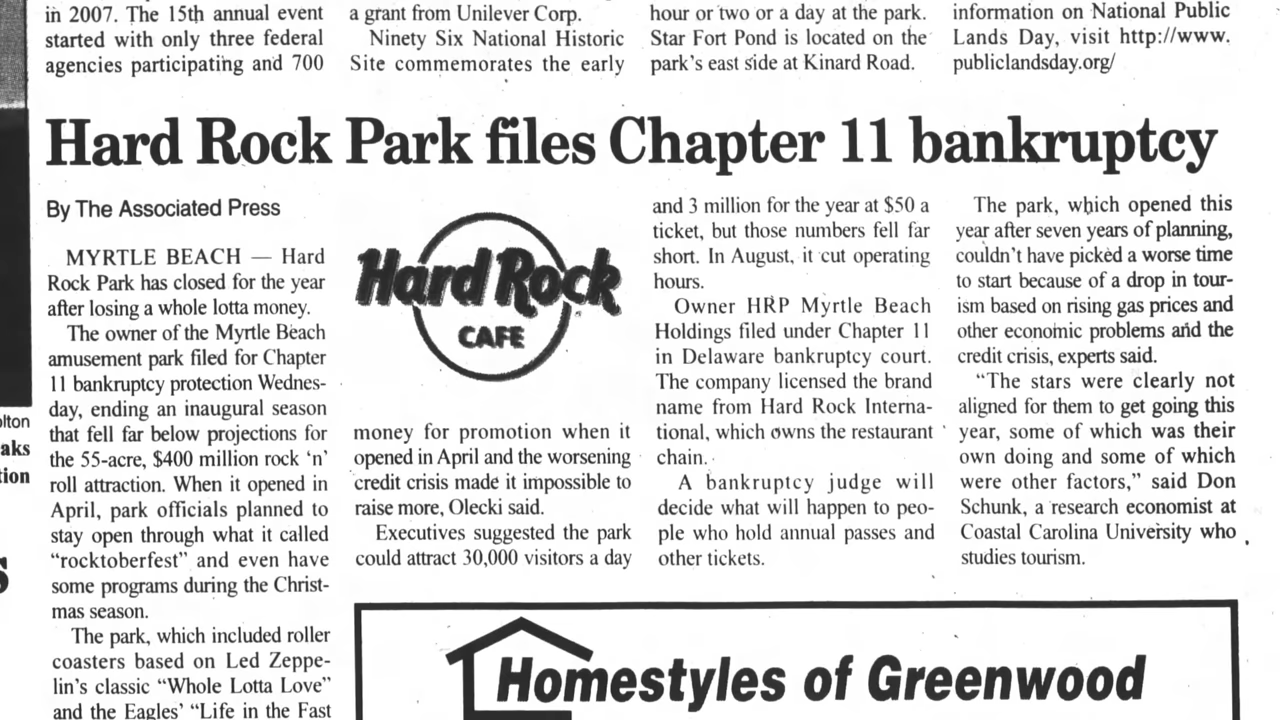 in 2007. The 15th annual event
started with only three federal
agencies participating and 700
a grant from Unilever Corp.
Ninety Six National Historic
Site commemorates the early
hour or two or a day at the park.
Star Fort Pond is located on the
park's east side at Kinard Road.
information on National Public
Lands Day, visit http://www.
publiclandsday.org/
Hard Rock Park files Chapter 11 bankruptcy
By The Associated Press
MYRTLE BEACH — Hard
Rock Park has closed for the year
after losing a whole lotta money.
The owner of the Myrtle Beach
amusement park filed for Chapter
11 bankruptcy protection Wednes-
day, ending an inaugural season
that fell far below projections for
the 55-acre, $400 million rock 'n'
roll attraction. When it opened in
April, park officials planned to
stay open through what it called
"rocktoberfest" and even have
some programs during the Christ-
mas season.
The park, which included roller
coasters based on Led Zeppe-
lin's classic "Whole Lotta Love"
and the Eagles' "Life in the Fast
Hard Rock
CAFE
money for promotion when it
opened in April and the worsening
credit crisis made it impossible to
raise more, Olecki said.
Executives suggested the park
could attract 30,000 visitors a day
and 3 million for the year at $50 a
ticket, but those numbers fell far
short. In August, it cut operating
hours.
Owner HRP Myrtle Beach
Holdings filed under Chapter 11
in Delaware bankruptcy court.
The company licensed the brand
name from Hard Rock Interna-
tional, which owns the restaurant
chain.
A bankruptcy judge will
decide what will happen to peo-
ple who hold annual passes and
other tickets.
The park, which opened this
year after seven years of planning,
couldn't have picked a worse time
to start because of a drop in tour-
ism based on rising gas prices and
other economic problems and the
credit crisis, experts said.
"The stars were clearly not
aligned for them to get going this
year, some of which was their
own doing and some of which
were other factors," said Don
Schunk, a research economist at
Coastal Carolina University who
studies tourism.
Homestyles of Greenwood